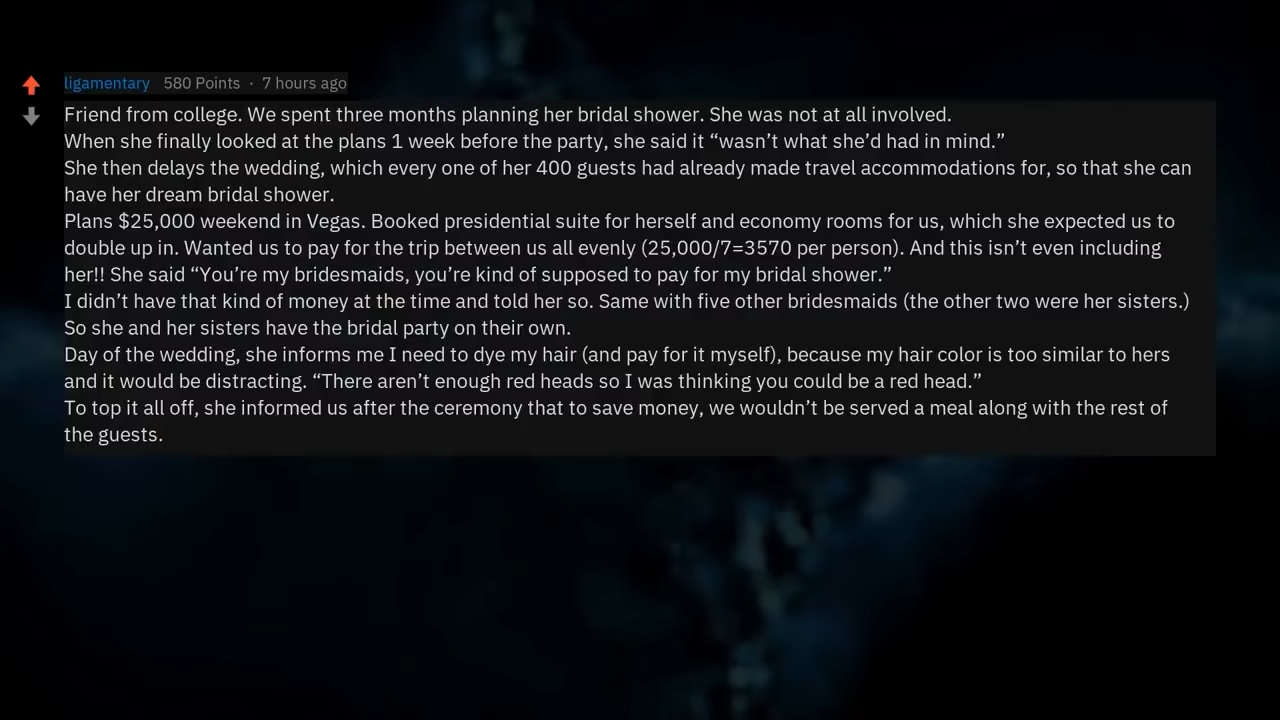 ligamentary 580 Points · 7 hours ago
Friend from college. We spent three months planning her bridal shower. She was not at all involved.
When she finally looked at the plans 1 week before the party, she said it “wasn’t what she’d had in mind.”
She then delays the wedding, which every one of her 400 guests had already made travel accommodations for, so that she can
have her dream bridal shower.
Plans $25,000 weekend in Vegas. Booked presidential suite for herself and economy rooms for us, which she expected us to
double up in. Wanted us to pay for the trip between us all evenly (25,000/7=3570 per person). And this isn’t even including
her!! She said “You’re my bridesmaids, you’re kind of supposed to pay for my bridal shower.”
I didn’t have that kind of money at the time and told her so. Same with five other bridesmaids (the other two were her sisters.)
So she and her sisters have the bridal party on their own.
Day of the wedding, she informs me I need to dye my hair (and pay for it myself), because my hair color is too similar to hers
and it would be distracting. “There aren’t enough red heads so I was thinking you could be a red head.”
To top it all off, she informed us after the ceremony that to save money, we wouldn’t be served a meal along with the rest of
the guests.